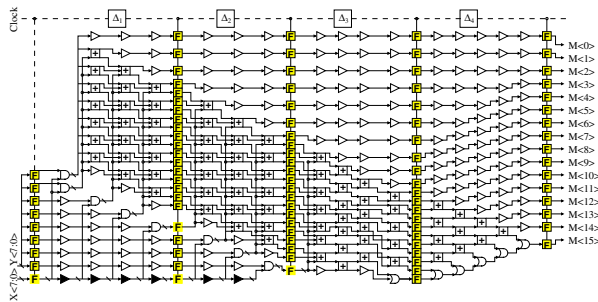 Clock
Δ1 Δ2 Δ3 Δ4
M<0>
M<1>
M<2>
M<3>
M<4>
M<5>
M<6>
M<7>
M<8>
M<9>
M<10>
M<11>
M<12>
M<13>
M<14>
M<15>
X<7:0> Y<7:0>